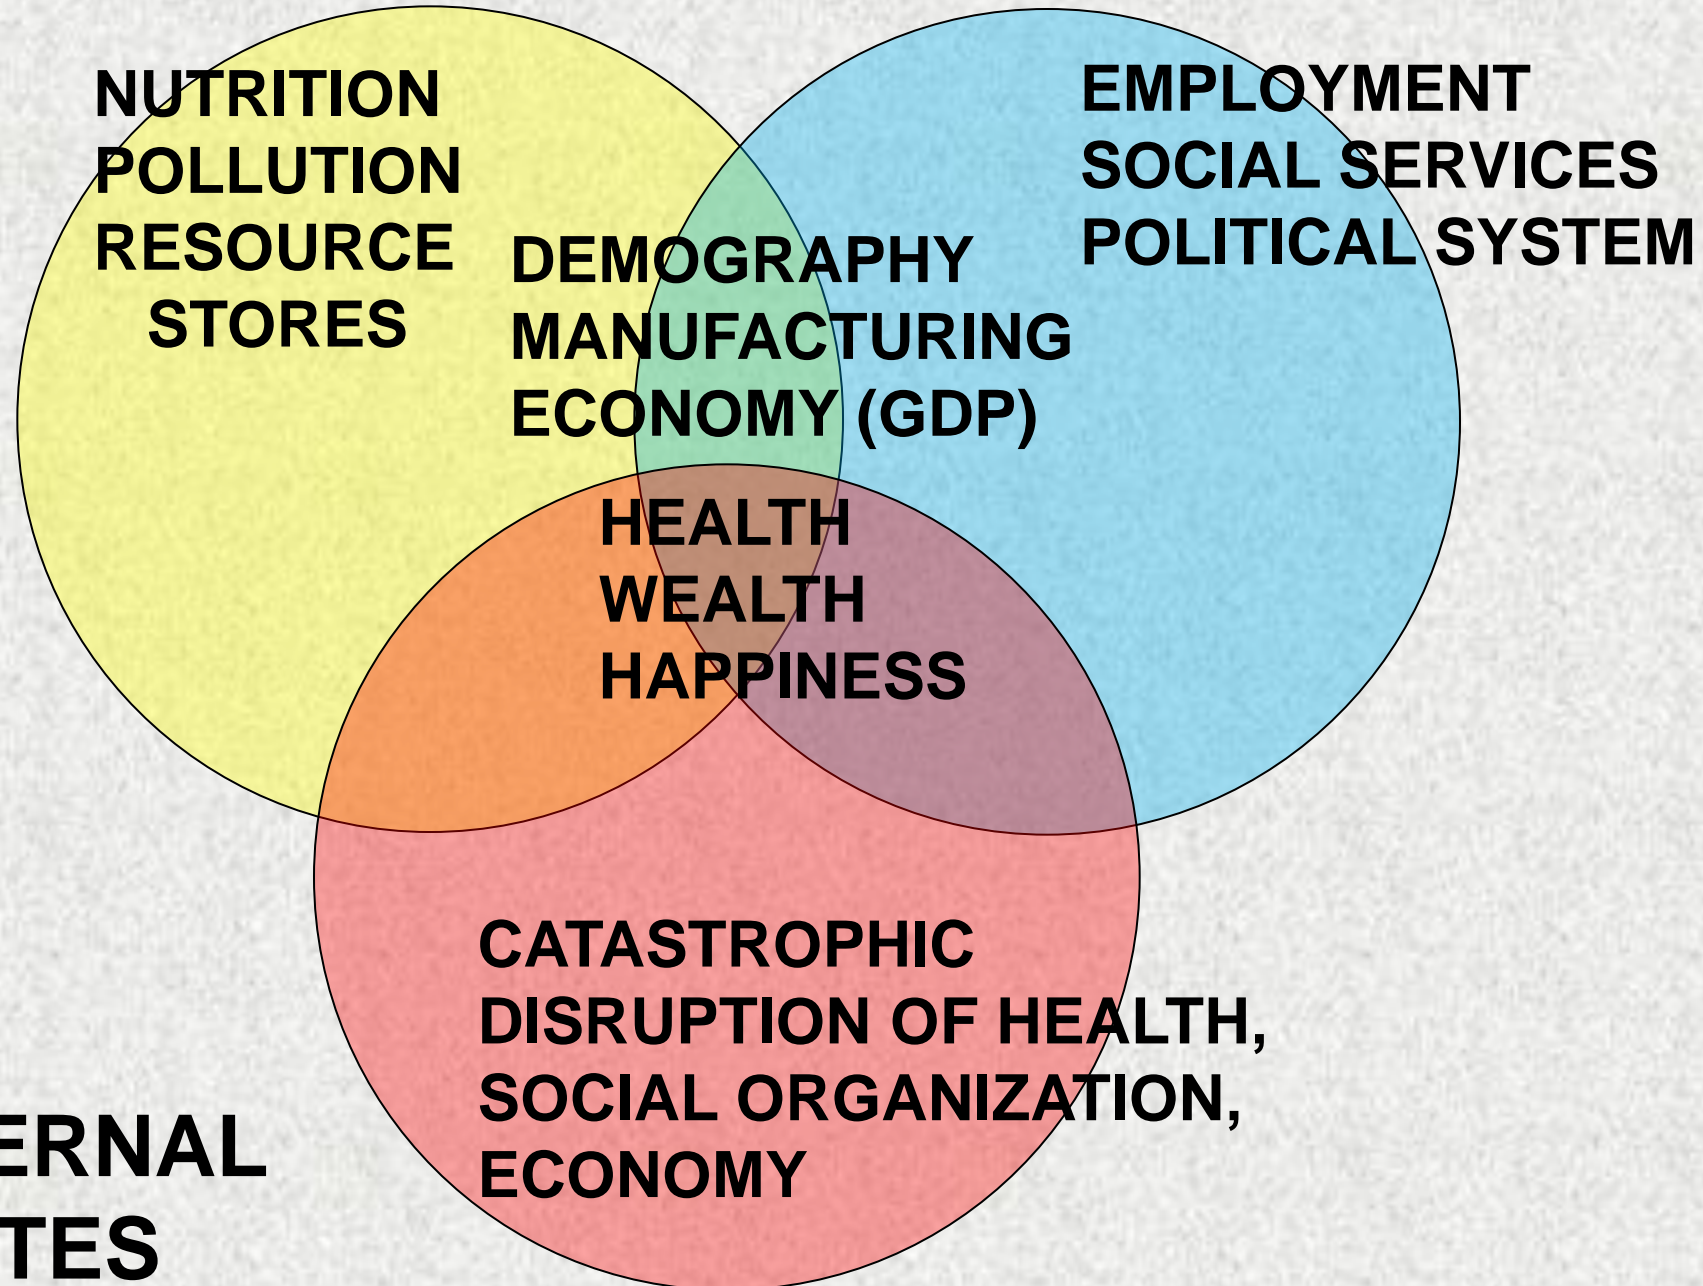 NUTRITION
POLLUTION
RESOURCE
STORES
EMPLOYMENT
SOCIAL SERVICES
POLITICAL SYSTEM
DEMOGRAPHY
MANUFACTURING
ECONOMY (GDP)
HEALTH
WEALTH
HAPPINESS
CATASTROPHIC
DISRUPTION OF HEALTH,
SOCIAL ORGANIZATION,
ECONOMY
ERNAL
TES